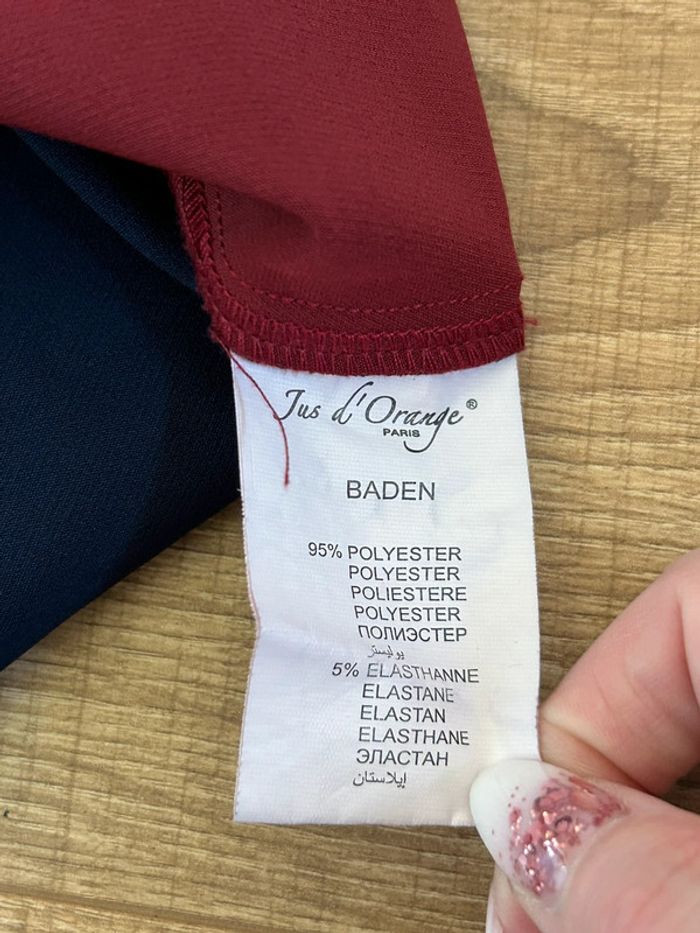 Jus d'Orange®
PARIS
BADEN
95% POLYESTER
POLYESTER
POLIESTERE
POLYESTER
ПОЛИЭСТЕР
بوليستر
5% ELASTHANNE
ELASTANE
ELASTAN
ELASTHANE
ЭЛАСТАН
إيلاستان